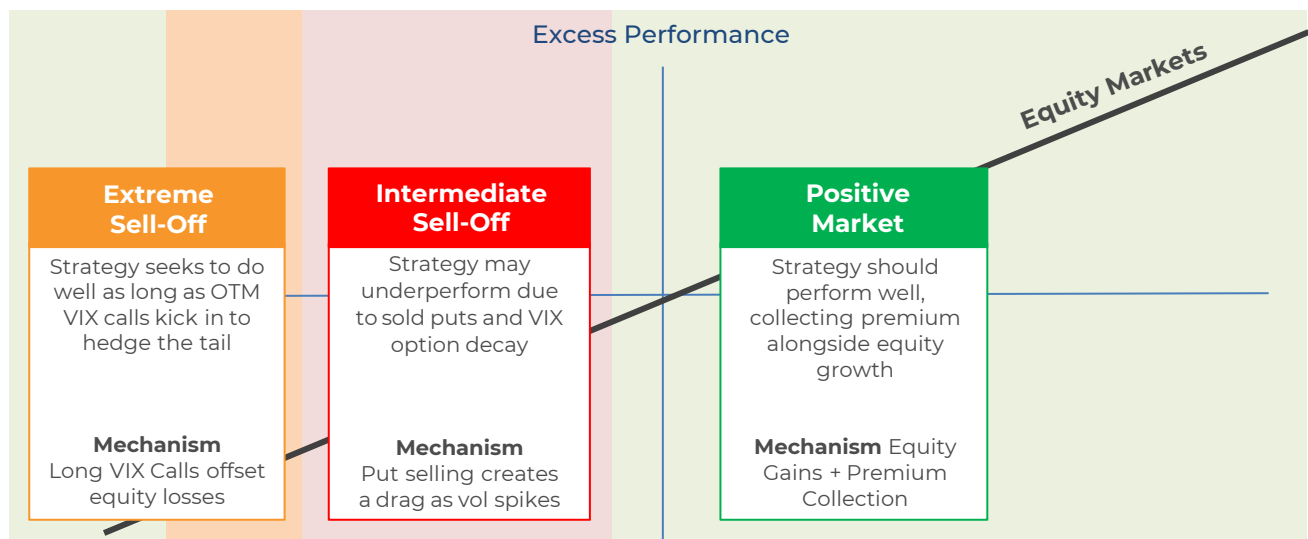 Excess Performance
Equity Markets
Extreme
Sell-Off
Strategy seeks to do
well as long as OTM
VIX calls kick in to
hedge the tail
Mechanism
Long VIX Calls offset
equity losses
Intermediate
Sell-Off
Strategy may
underperform due
to sold puts and VIX
option decay
Mechanism
Put selling creates
a drag as vol spikes
Positive
Market
Strategy should
perform well,
collecting premium
alongside equity
growth
Mechanism Equity
Gains + Premium
Collection